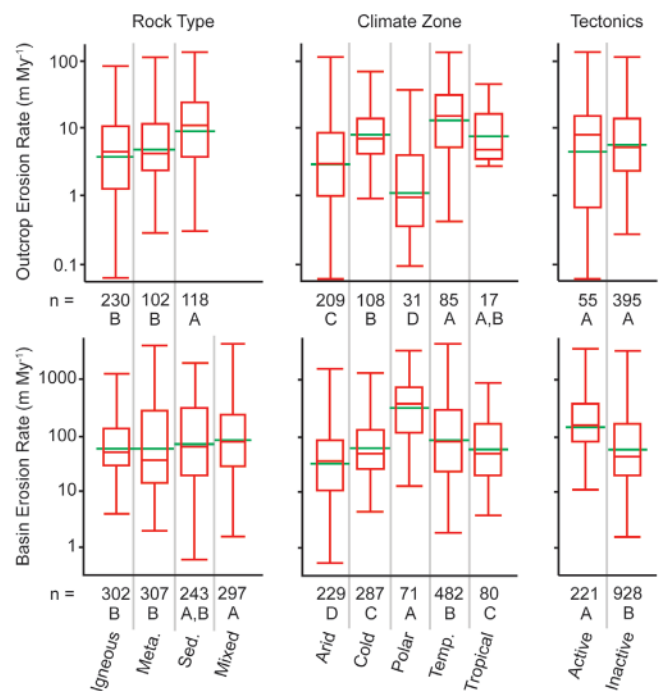 Rock Type Climate Zone Tectonics
Outcrop Erosion Rate (m My⁻¹)
100
10
1
0.1
n = 230 102 118 209 108 31 85 17 55 395
B B A C B D A A,B A A
Basin Erosion Rate (m My⁻¹)
1000
100
10
1
n = 302 307 243 297 229 287 71 482 80 221 928
B B A,B A D C A B C A B
Igneous Meta. Sed. Mixed Arid Cold Polar Temp. Tropical Active Inactive